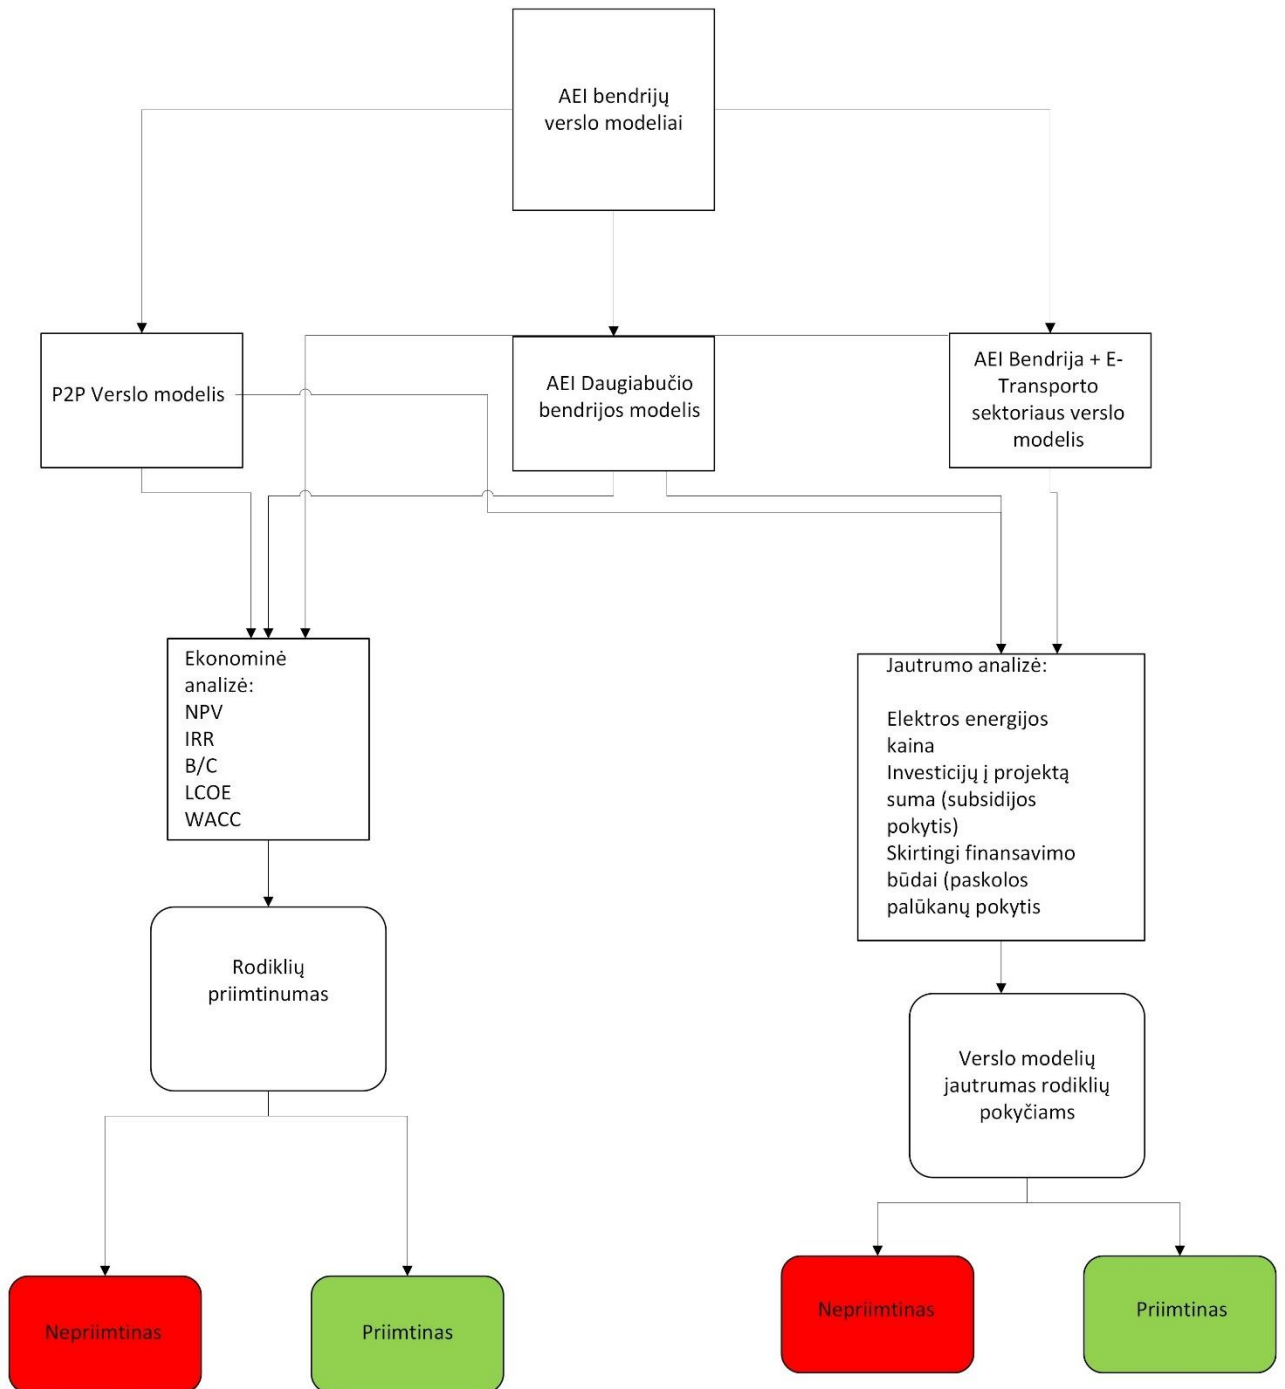 AEI bendrijų
verslo modeliai
P2P Verslo modelis
AEI Daugiabučio
bendrijos modelis
AEI Bendrija + E-
Transporto
sektoriaus verslo
modelis
Ekonominė
analizė:
NPV
IRR
B/C
LCOE
WACC
Jautrumo analizė:
Elektros energijos
kaina
Investicijų į projektą
suma (subsidijos
pokytis)
Skirtingi finansavimo
būdai (paskolos
palūkanų pokytis
Rodiklių
priimtinumas
Verslo modelių
jautrumas rodiklių
pokyčiams
Nepriimtinas
Priimtinas
Nepriimtinas
Priimtinas